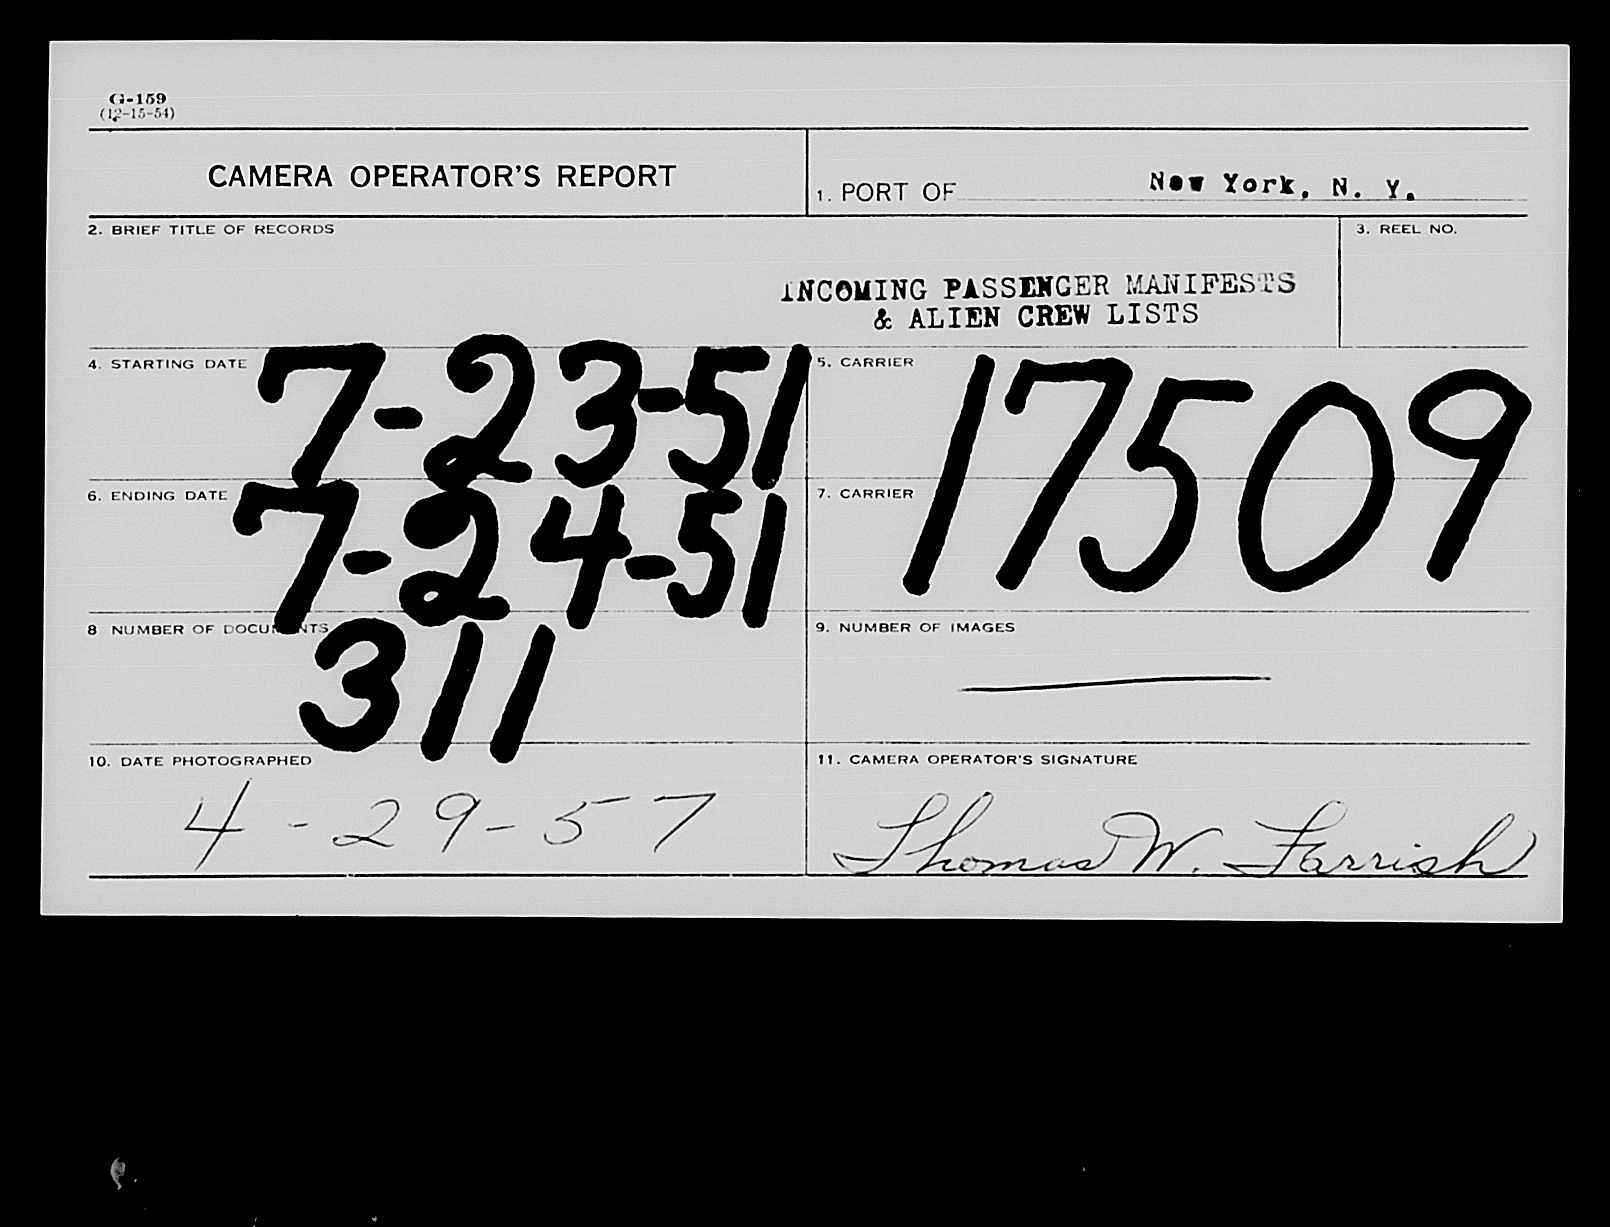 G-159
(12-15-54)
CAMERA OPERATOR'S REPORT
1. PORT OF New York, N. Y.
2. BRIEF TITLE OF RECORDS
3. REEL NO.
INCOMING PASSENGER MANIFESTS
& ALIEN CREW LISTS
4. STARTING DATE 7-23-51
5. CARRIER
17509
6. ENDING DATE 7-24-51
7. CARRIER
8 NUMBER OF DOCUMENTS
311
9. NUMBER OF IMAGES
10. DATE PHOTOGRAPHED
4-29-57
11. CAMERA OPERATOR'S SIGNATURE
Thomas W. Farrish